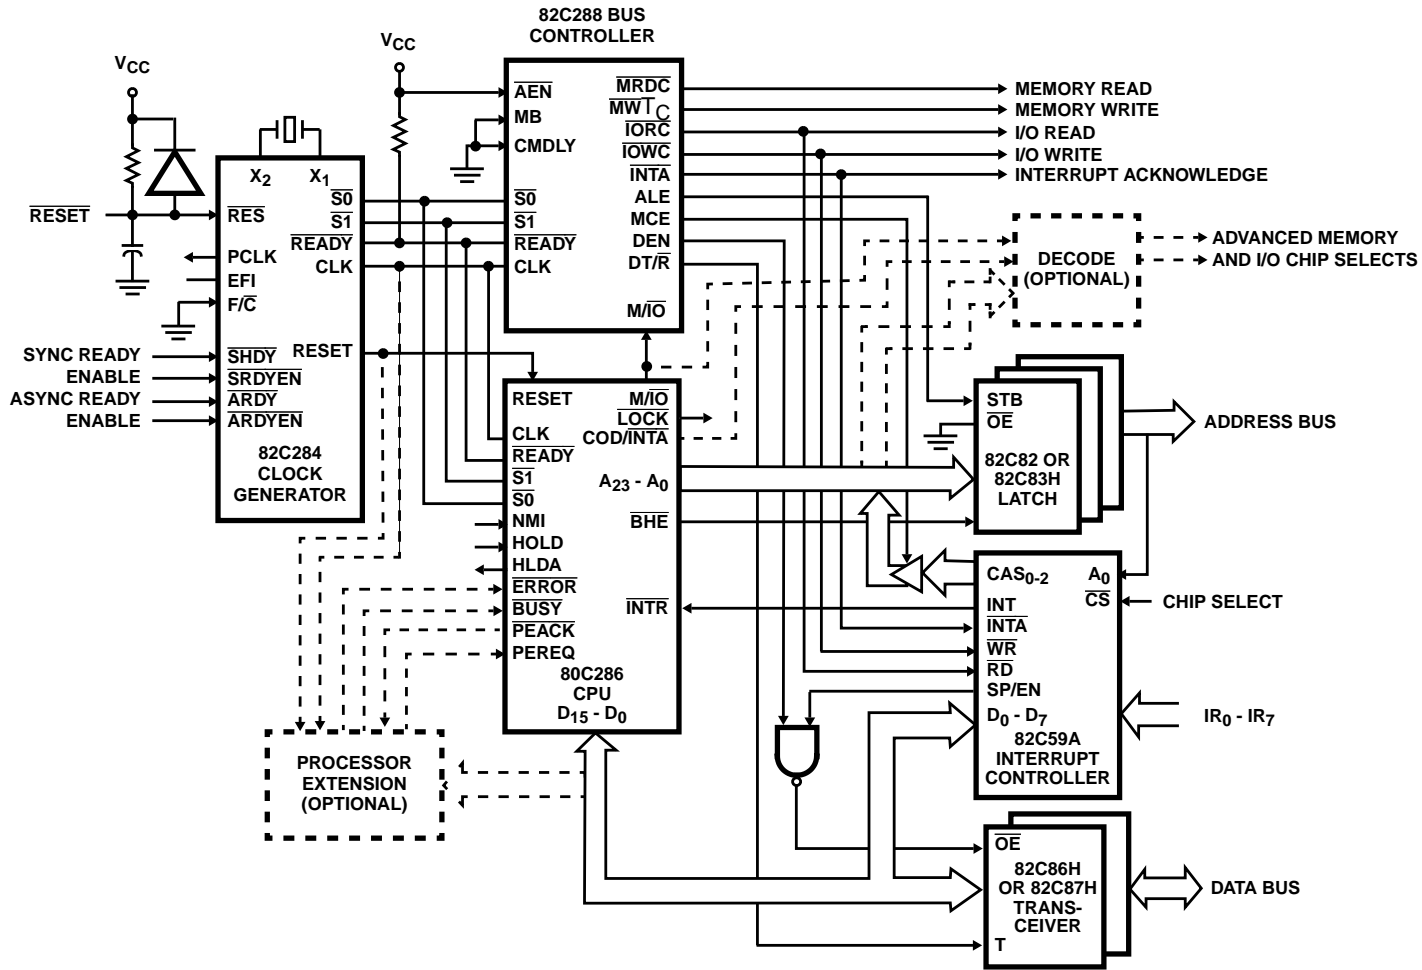 82C288 BUS
CONTROLLER
VCC
VCC
AEN
MB
CMDLY
S0
S1
READY
CLK
MRDC
MWTC
IORC
IOWC
INTA
ALE
MCE
DEN
DT/R
M/IO
MEMORY READ
MEMORY WRITE
I/O READ
I/O WRITE
INTERRUPT ACKNOWLEDGE
X2
X1
RESET
RES
PCLK
EFI
F/C
S0
S1
READY
CLK
RESET
SYNC READY
ENABLE
ASYNC READY
ENABLE
SHDY
SRDYEN
ARDY
ARDYEN
82C284
CLOCK
GENERATOR
DECODE
(OPTIONAL)
ADVANCED MEMORY
AND I/O CHIP SELECTS
RESET
CLK
READY
S1
S0
NMI
HOLD
HLDA
ERROR
BUSY
PEACK
PEREQ
M/IO
LOCK
COD/INTA
A23 - A0
BHE
INTR
80C286
CPU
D15 - D0
STB
OE
82C82 OR
82C83H
LATCH
ADDRESS BUS
CAS0-2
A0
CS
CHIP SELECT
INT
INTA
WR
RD
SP/EN
D0 - D7
82C59A
INTERRUPT
CONTROLLER
IR0 - IR7
PROCESSOR
EXTENSION
(OPTIONAL)
OE
82C86H
OR 82C87H
TRANS-
CEIVER
T
DATA BUS